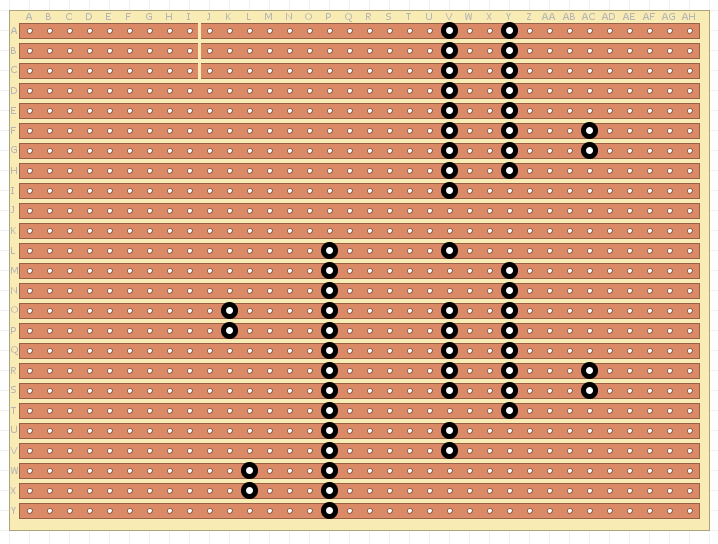 A B C D E F G H I J K L M N O P Q R S T U V W X Y Z AA AB AC AD AE AF AG AH
A
B
C
D
E
F
G
H
I
J
K
L
M
N
O
P
Q
R
S
T
U
V
W
X
Y